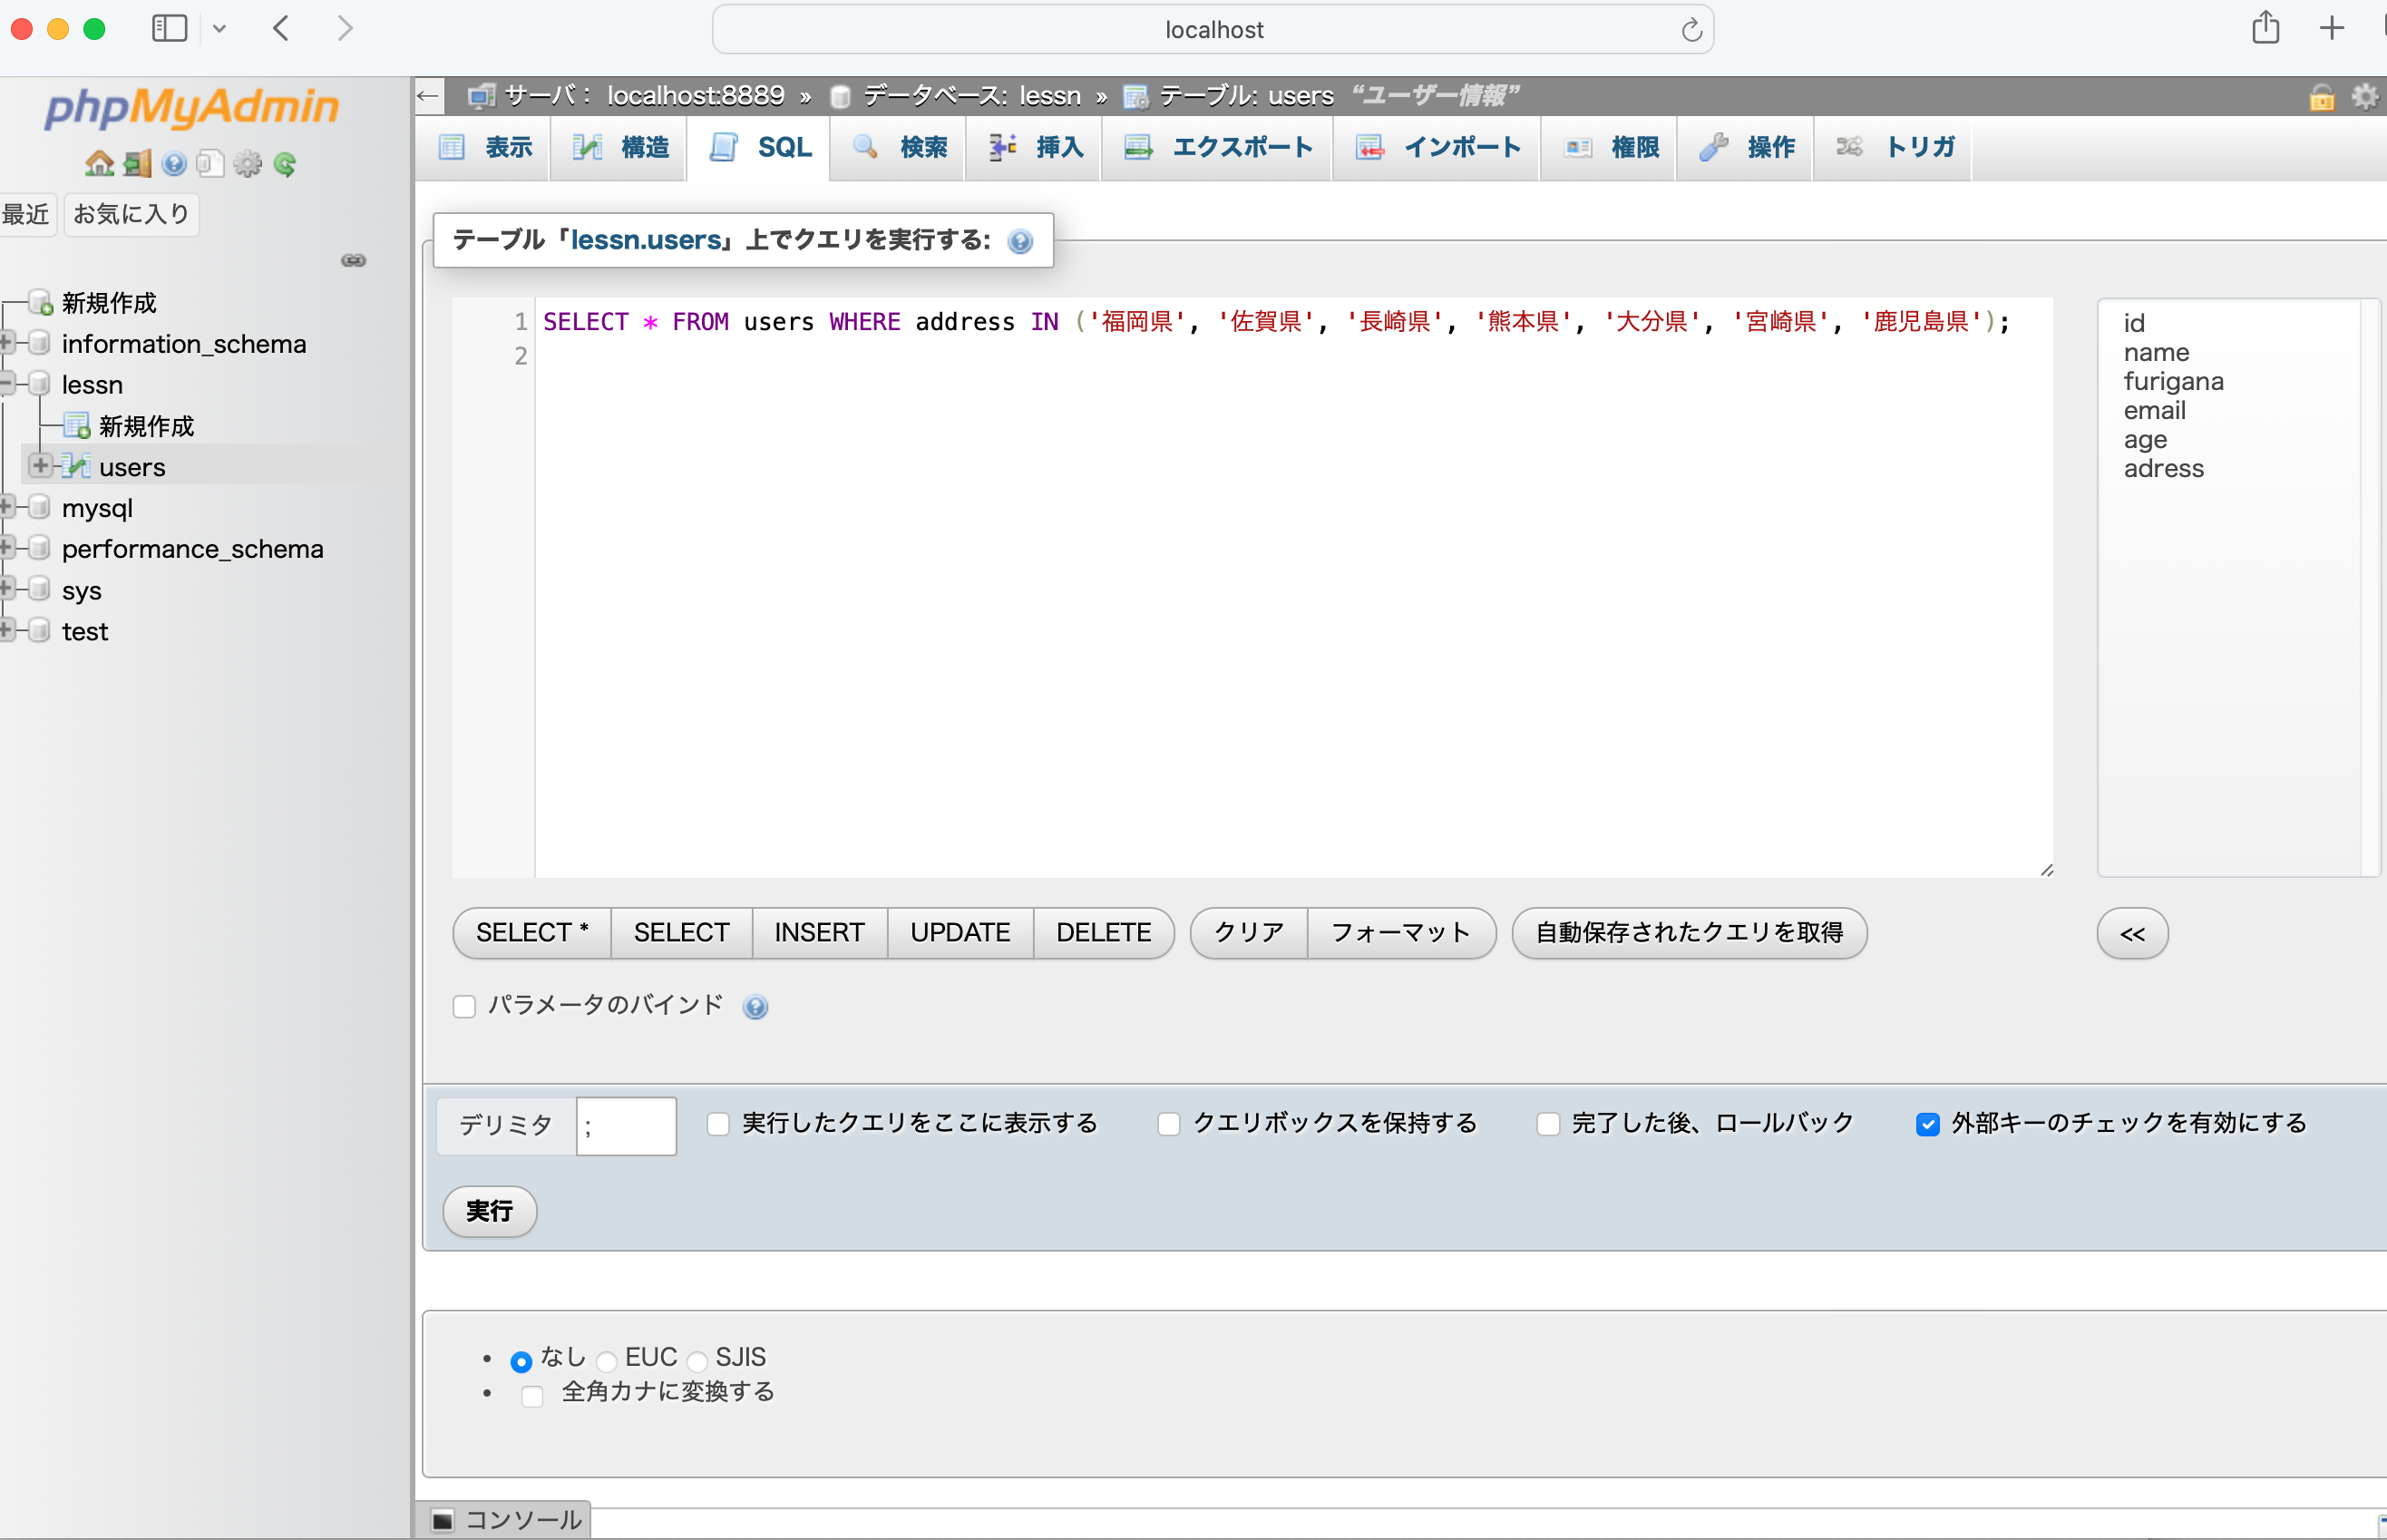 localhost
phpMyAdmin
最近 お気に入り
新規作成
information_schema
lessn
新規作成
users
mysql
performance_schema
sys
test
サーバ： localhost:8889 » データベース: lessn » テーブル: users “ユーザー情報”
表示 構造 SQL 検索 挿入 エクスポート インポート 権限 操作 トリガ
テーブル「lessn.users」上でクエリを実行する:
1 SELECT * FROM users WHERE address IN ('福岡県', '佐賀県', '長崎県', '熊本県', '大分県', '宮崎県', '鹿児島県');
2
id
name
furigana
email
age
adress
SELECT * SELECT INSERT UPDATE DELETE クリア フォーマット 自動保存されたクエリを取得 <<
パラメータのバインド
デリミタ ; 実行したクエリをここに表示する クエリボックスを保持する 完了した後、ロールバック 外部キーのチェックを有効にする
実行
• なし EUC SJIS
• 全角カナに変換する
コンソール